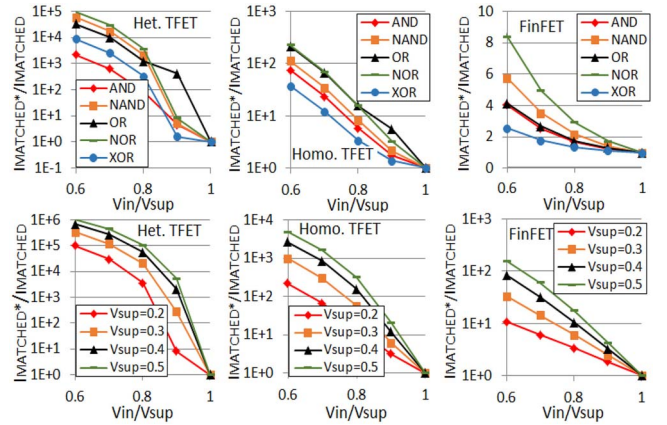 IMATCHED*/IMATCHED
1E+5
1E+4
1E+3
1E+2
1E+1
1E+0
1E-1
Het. TFET
AND
NAND
OR
NOR
XOR
0.6 0.8 1
Vin/Vsup
1E+3
1E+2
1E+1
1E+0
Homo. TFET
AND
NAND
OR
NOR
XOR
0.6 0.8 1
Vin/Vsup
IMATCHED*/IMATCHED
10
8
6
4
2
0
FinFET
AND
NAND
OR
NOR
XOR
0.6 0.8 1
Vin/Vsup
IMATCHED*/IMATCHED
1E+6
1E+5
1E+4
1E+3
1E+2
1E+1
1E+0
Het. TFET
Vsup=0.2
Vsup=0.3
Vsup=0.4
Vsup=0.5
0.6 0.8 1
Vin/Vsup
IMATCHED*/IMATCHED
1E+4
1E+3
1E+2
1E+1
1E+0
Homo. TFET
Vsup=0.2
Vsup=0.3
Vsup=0.4
Vsup=0.5
0.6 0.8 1
Vin/Vsup
IMATCHED*/IMATCHED
1E+3
1E+2
1E+1
1E+0
FinFET
Vsup=0.2
Vsup=0.3
Vsup=0.4
Vsup=0.5
0.6 0.8 1
Vin/Vsup